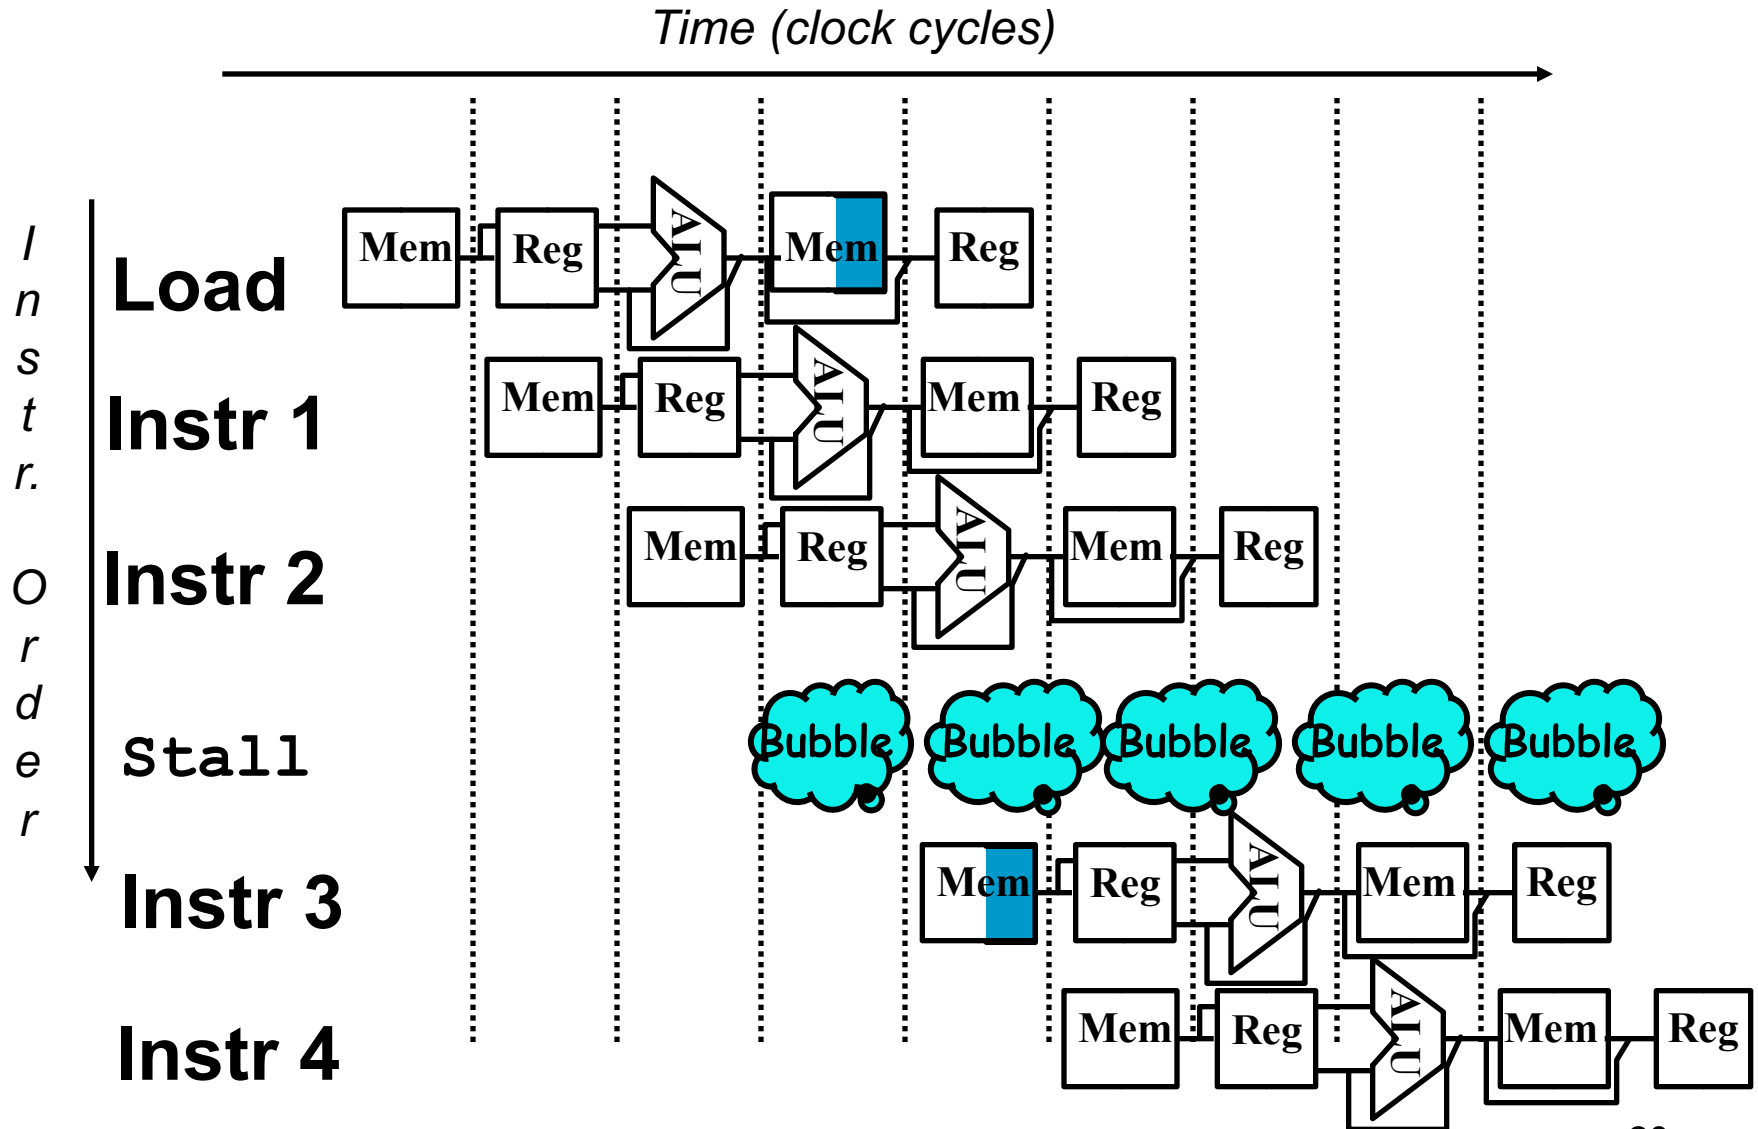 Time (clock cycles)
Instr. Order
Load Mem Reg ALU Mem Reg
Instr 1 Mem Reg ALU Mem Reg
Instr 2 Mem Reg ALU Mem Reg
Stall Bubble Bubble Bubble Bubble Bubble
Instr 3 Mem Reg ALU Mem Reg
Instr 4 Mem Reg ALU Mem Reg